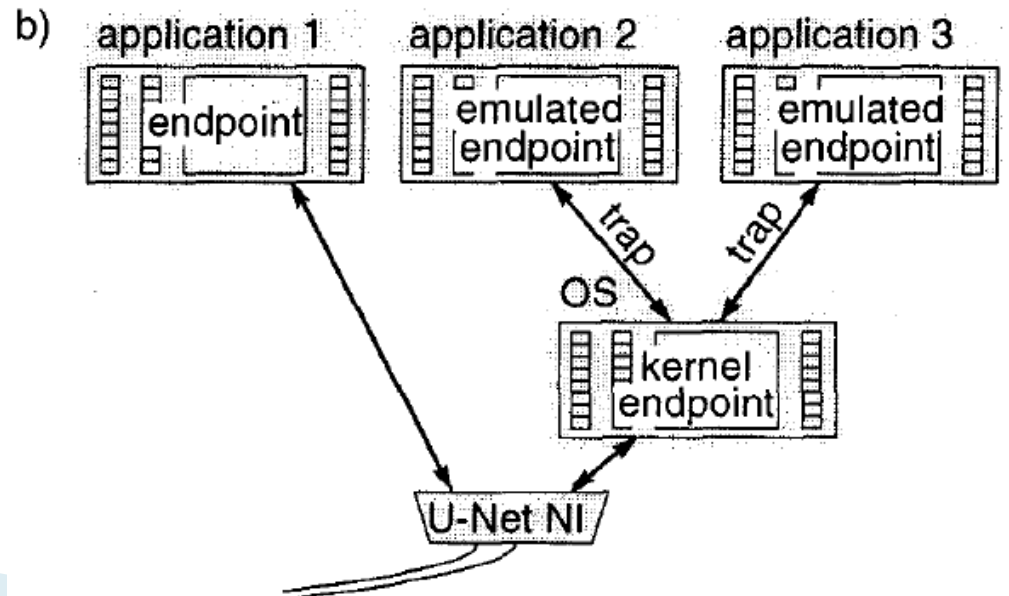 b)
application 1
application 2
application 3
endpoint
emulated
endpoint
emulated
endpoint
trap
trap
OS
kernel
endpoint
U-Net NI